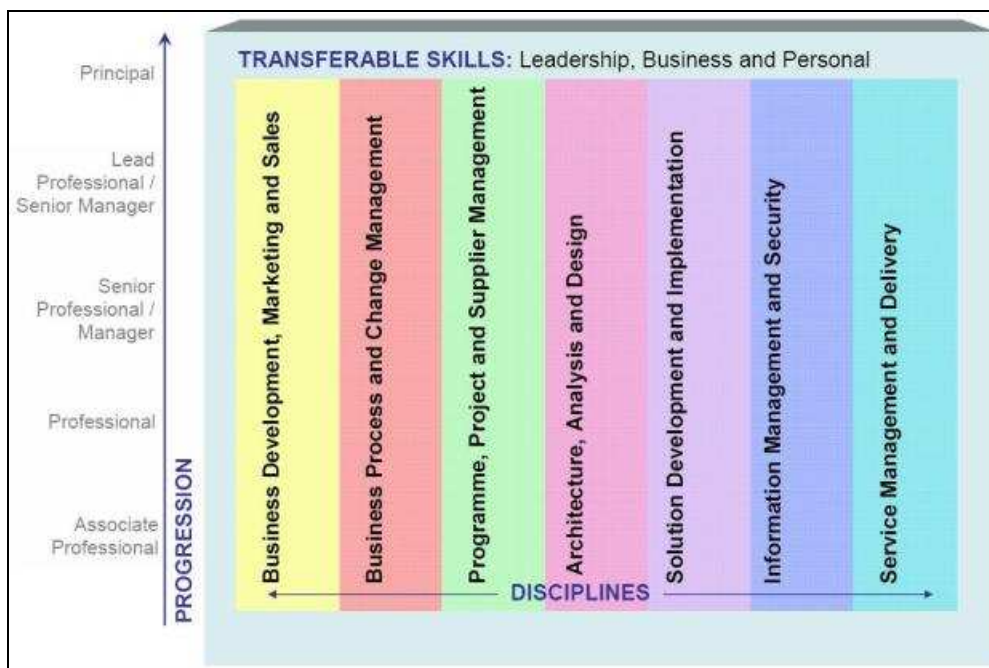 TRANSFERABLE SKILLS: Leadership, Business and Personal
Principal
Lead
Professional /
Senior Manager
Senior
Professional /
Manager
Professional
Associate
Professional
PROGRESSION
Business Development, Marketing and Sales
Business Process and Change Management
Programme, Project and Supplier Management
Architecture, Analysis and Design
Solution Development and Implementation
Information Management and Security
Service Management and Delivery
DISCIPLINES